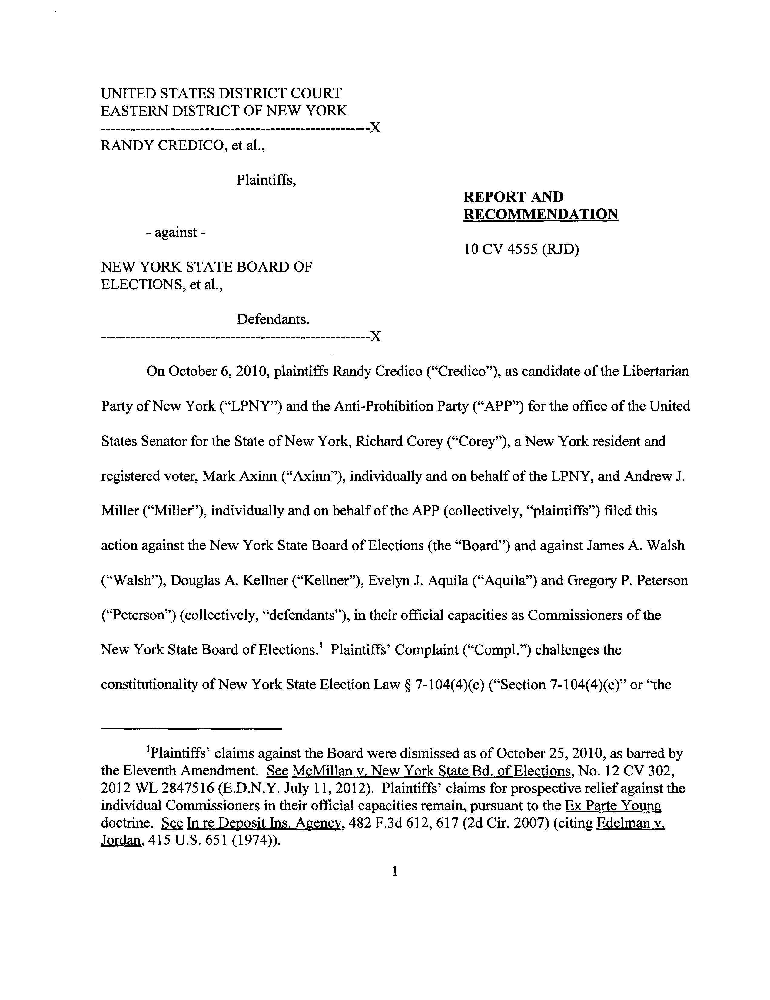 UNITED STATES DISTRICT COURT
EASTERN DISTRICT OF NEW YORK
------------------------------------------------------X
RANDY CREDICO, et al.,
Plaintiffs,
REPORT AND
RECOMMENDATION
- against -
10 CV 4555 (RJD)
NEW YORK STATE BOARD OF
ELECTIONS, et al.,
Defendants.
------------------------------------------------------X
On October 6, 2010, plaintiffs Randy Credico (“Credico”), as candidate of the Libertarian
Party of New York (“LPNY”) and the Anti-Prohibition Party (“APP”) for the office of the United
States Senator for the State of New York, Richard Corey (“Corey”), a New York resident and
registered voter, Mark Axinn (“Axinn”), individually and on behalf of the LPNY, and Andrew J.
Miller (“Miller”), individually and on behalf of the APP (collectively, “plaintiffs”) filed this
action against the New York State Board of Elections (the “Board”) and against James A. Walsh
(“Walsh”), Douglas A. Kellner (“Kellner”), Evelyn J. Aquila (“Aquila”) and Gregory P. Peterson
(“Peterson”) (collectively, “defendants”), in their official capacities as Commissioners of the
New York State Board of Elections.¹ Plaintiffs’ Complaint (“Compl.”) challenges the
constitutionality of New York State Election Law § 7-104(4)(e) (“Section 7-104(4)(e)” or “the
¹Plaintiffs’ claims against the Board were dismissed as of October 25, 2010, as barred by
the Eleventh Amendment. See McMillan v. New York State Bd. of Elections, No. 12 CV 302,
2012 WL 2847516 (E.D.N.Y. July 11, 2012). Plaintiffs’ claims for prospective relief against the
individual Commissioners in their official capacities remain, pursuant to the Ex Parte Young
doctrine. See In re Deposit Ins. Agency, 482 F.3d 612, 617 (2d Cir. 2007) (citing Edelman v.
Jordan, 415 U.S. 651 (1974)).
1